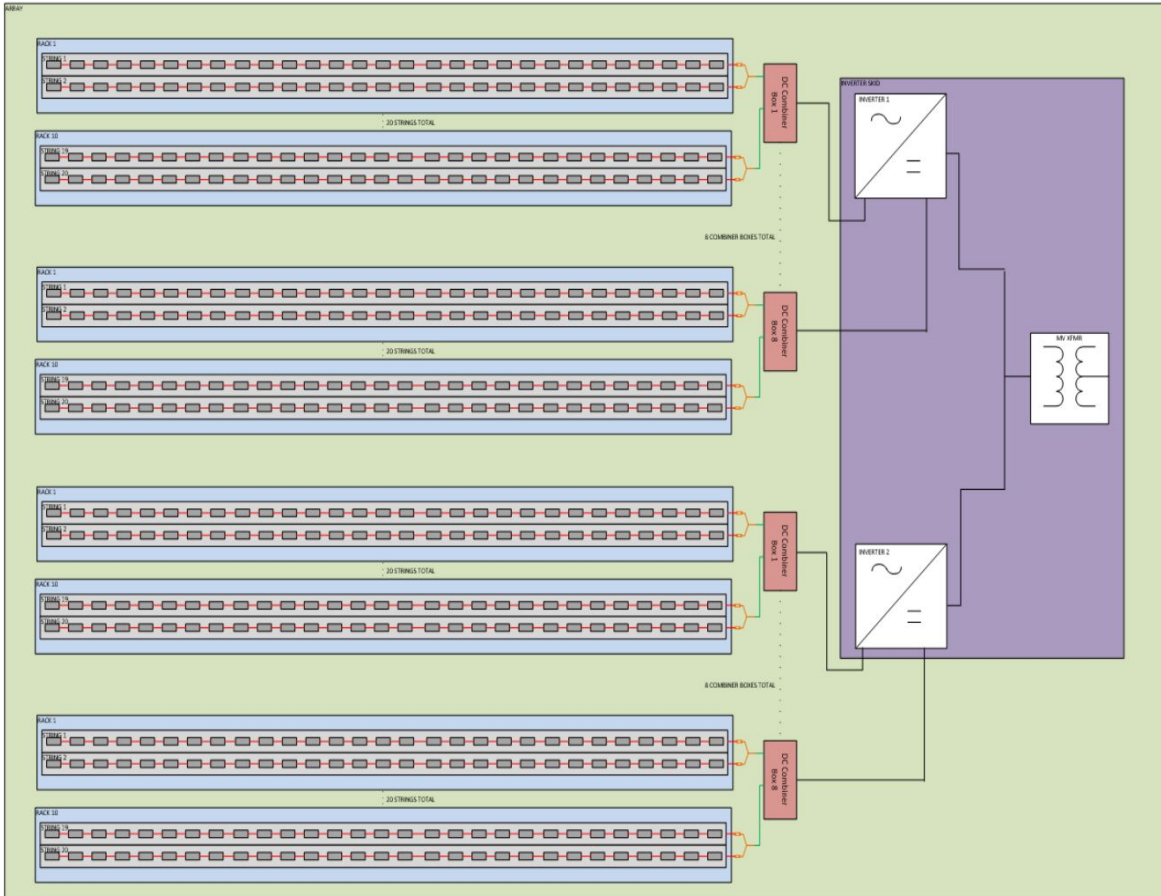 ARRAY
RACK 1
STRING 1
STRING 2
20 STRINGS TOTAL
RACK 10
STRING 19
STRING 20
DC Combiner
Box 1
8 COMBINER BOXES TOTAL
RACK 1
STRING 1
STRING 2
20 STRINGS TOTAL
RACK 10
STRING 19
STRING 20
DC Combiner
Box 8
INVERTER SKID
INVERTER 1
MV XFMR
RACK 1
STRING 1
STRING 2
20 STRINGS TOTAL
RACK 10
STRING 19
STRING 20
DC Combiner
Box 1
INVERTER 2
8 COMBINER BOXES TOTAL
RACK 1
STRING 1
STRING 2
20 STRINGS TOTAL
RACK 10
STRING 19
STRING 20
DC Combiner
Box 8